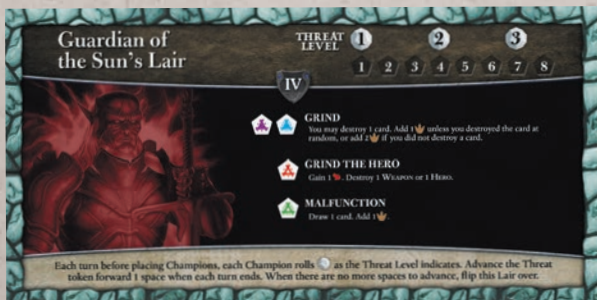 Guardian of
the Sun's Lair
THREAT
LEVEL
1 2 3
1 2 3 4 5 6 7 8
IV
GRIND
You may destroy 1 card. Add 1 unless you destroyed the card at
random, or add 2 if you did not destroy a card.
GRIND THE HERO
Gain 1 . Destroy 1 WEAPON or 1 HERO.
MALFUNCTION
Draw 1 card. Add 1 .
Each turn before placing Champions, each Champion rolls as the Threat Level indicates. Advance the Threat
token forward 1 space when each turn ends. When there are no more spaces to advance, flip this Lair over.